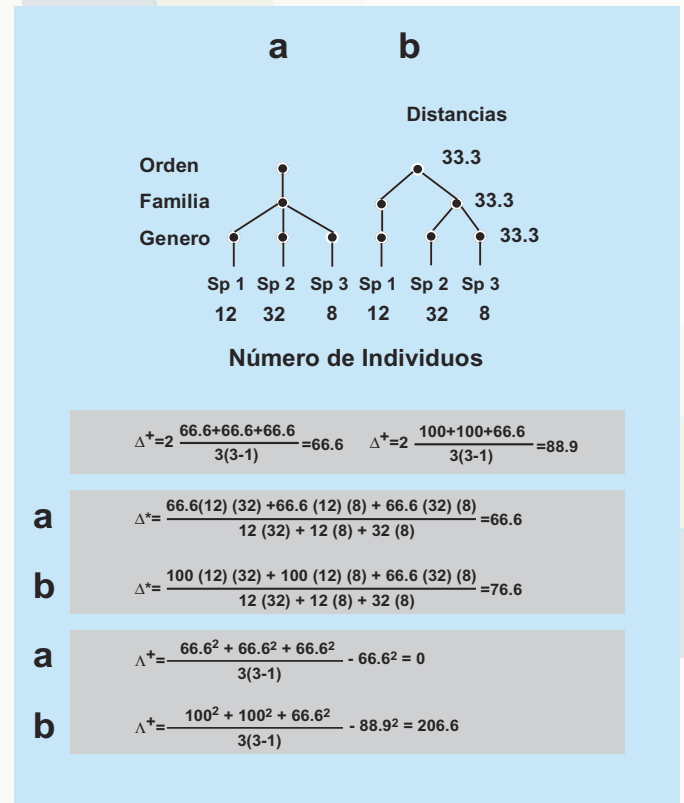 a b
Distancias
Orden 33.3
Familia 33.3
Genero 33.3
Sp 1 Sp 2 Sp 3 Sp 1 Sp 2 Sp 3
12 32 8 12 32 8
Número de Individuos
Δ⁺=2 66.6+66.6+66.6 / 3(3-1) =66.6 Δ⁺=2 100+100+66.6 / 3(3-1) =88.9
a Δ*= 66.6(12) (32) +66.6 (12) (8) + 66.6 (32) (8) / 12 (32) + 12 (8) + 32 (8) =66.6
b Δ*= 100 (12) (32) + 100 (12) (8) + 66.6 (32) (8) / 12 (32) + 12 (8) + 32 (8) =76.6
a Λ⁺= 66.6² + 66.6² + 66.6² / 3(3-1) - 66.6² = 0
b Λ⁺= 100² + 100² + 66.6² / 3(3-1) - 88.9² = 206.6